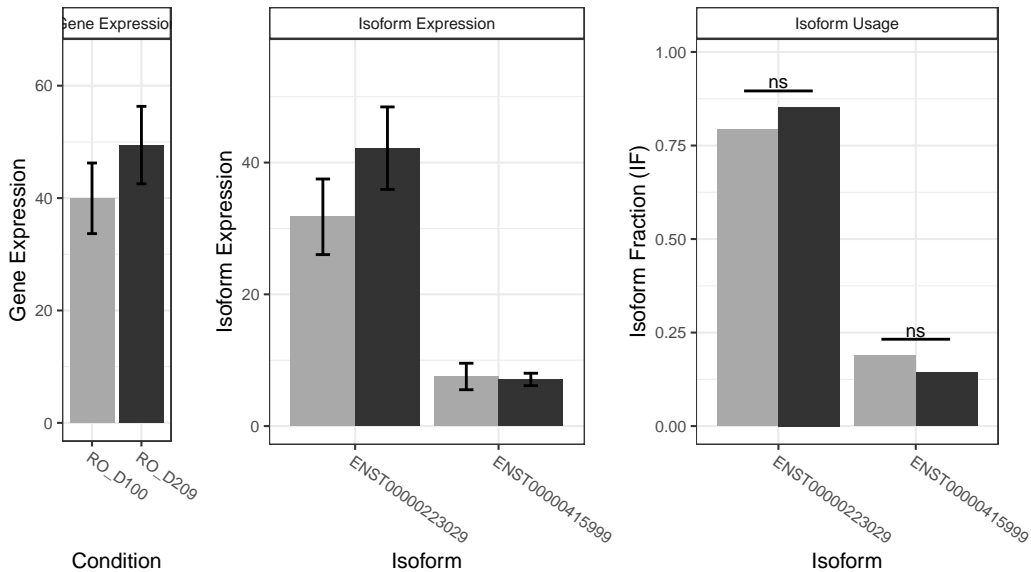 Gene Expression
Gene Expression
60
40
20
0
RO_D100
RO_D209
Condition
Isoform Expression
Isoform Expression
40
20
0
ENST00000223029
ENST00000415999
Isoform
Isoform Usage
Isoform Fraction (IF)
1.00
0.75
0.50
0.25
0.00
ns
ns
ENST00000223029
ENST00000415999
Isoform